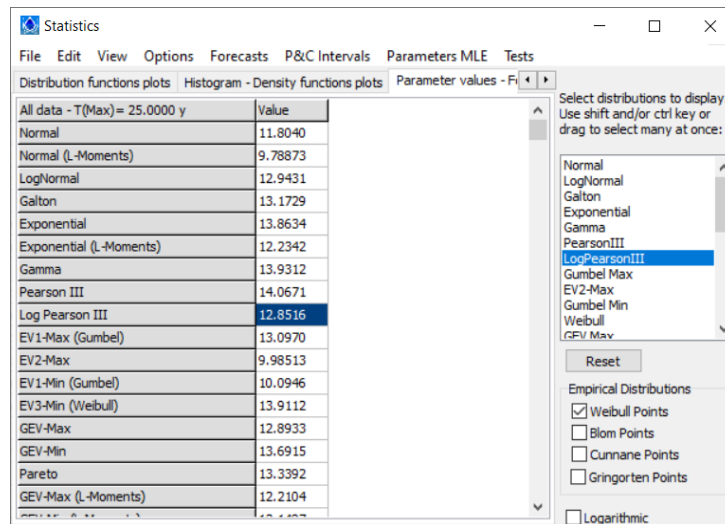 Statistics
File Edit View Options Forecasts P&C Intervals Parameters MLE Tests
Distribution functions plots Histogram - Density functions plots Parameter values - Fo
All data - T(Max)= 25.0000 y Value
Normal 11.8040
Normal (L-Moments) 9.78873
LogNormal 12.9431
Galton 13.1729
Exponential 13.8634
Exponential (L-Moments) 12.2342
Gamma 13.9312
Pearson III 14.0671
Log Pearson III 12.8516
EV1-Max (Gumbel) 13.0970
EV2-Max 9.98513
EV1-Min (Gumbel) 10.0946
EV3-Min (Weibull) 13.9112
GEV-Max 12.8933
GEV-Min 13.6915
Pareto 13.3392
GEV-Max (L-Moments) 12.2104
Select distributions to display
Use shift and/or ctrl key or
drag to select many at once:
Normal
LogNormal
Galton
Exponential
Gamma
PearsonIII
LogPearsonIII
Gumbel Max
EV2-Max
Gumbel Min
Weibull
GEV Max
Reset
Empirical Distributions
Weibull Points
Blom Points
Cunnane Points
Gringorten Points
Logarithmic